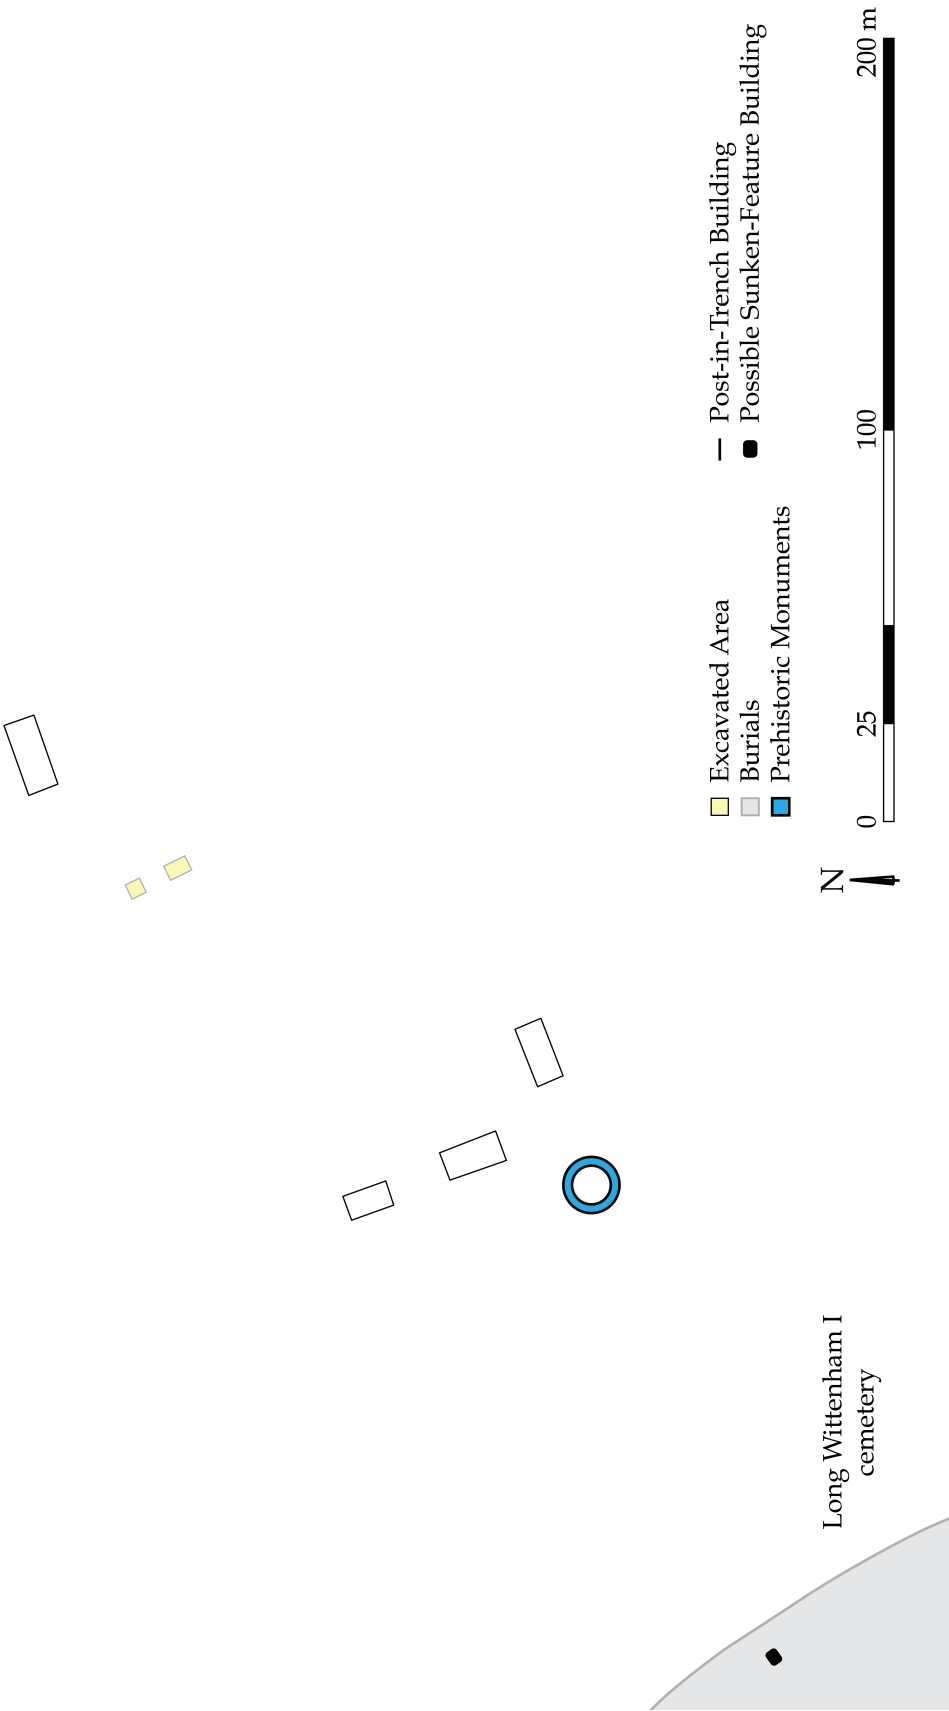 Excavated Area
Burials
Prehistoric Monuments
Post-in-Trench Building
Possible Sunken-Feature Building
N
0 25 100 200 m
Long Wittenham I
cemetery